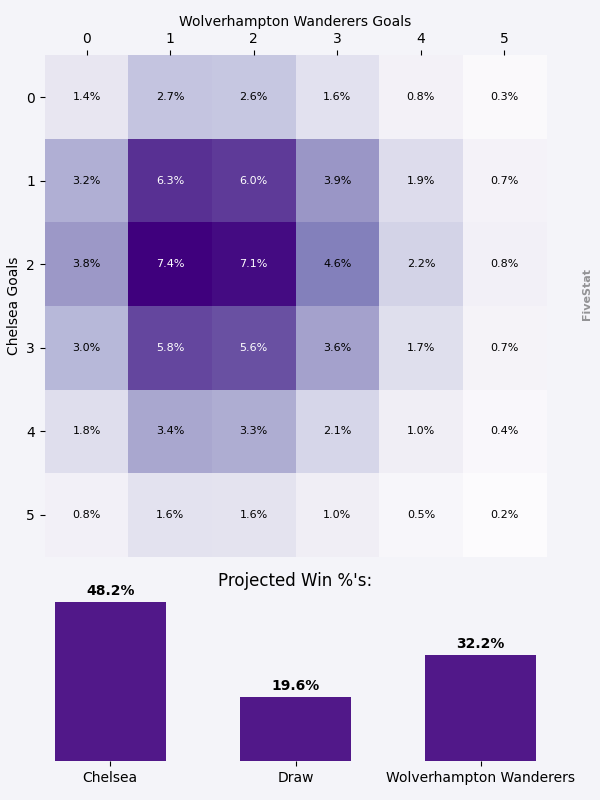 Wolverhampton Wanderers Goals
0 1 2 3 4 5
0 1.4% 2.7% 2.6% 1.6% 0.8% 0.3%
1 3.2% 6.3% 6.0% 3.9% 1.9% 0.7%
2 3.8% 7.4% 7.1% 4.6% 2.2% 0.8%
3 3.0% 5.8% 5.6% 3.6% 1.7% 0.7%
4 1.8% 3.4% 3.3% 2.1% 1.0% 0.4%
5 0.8% 1.6% 1.6% 1.0% 0.5% 0.2%
Chelsea Goals
FiveStat
Projected Win %'s:
48.2% 19.6% 32.2%
Chelsea Draw Wolverhampton Wanderers